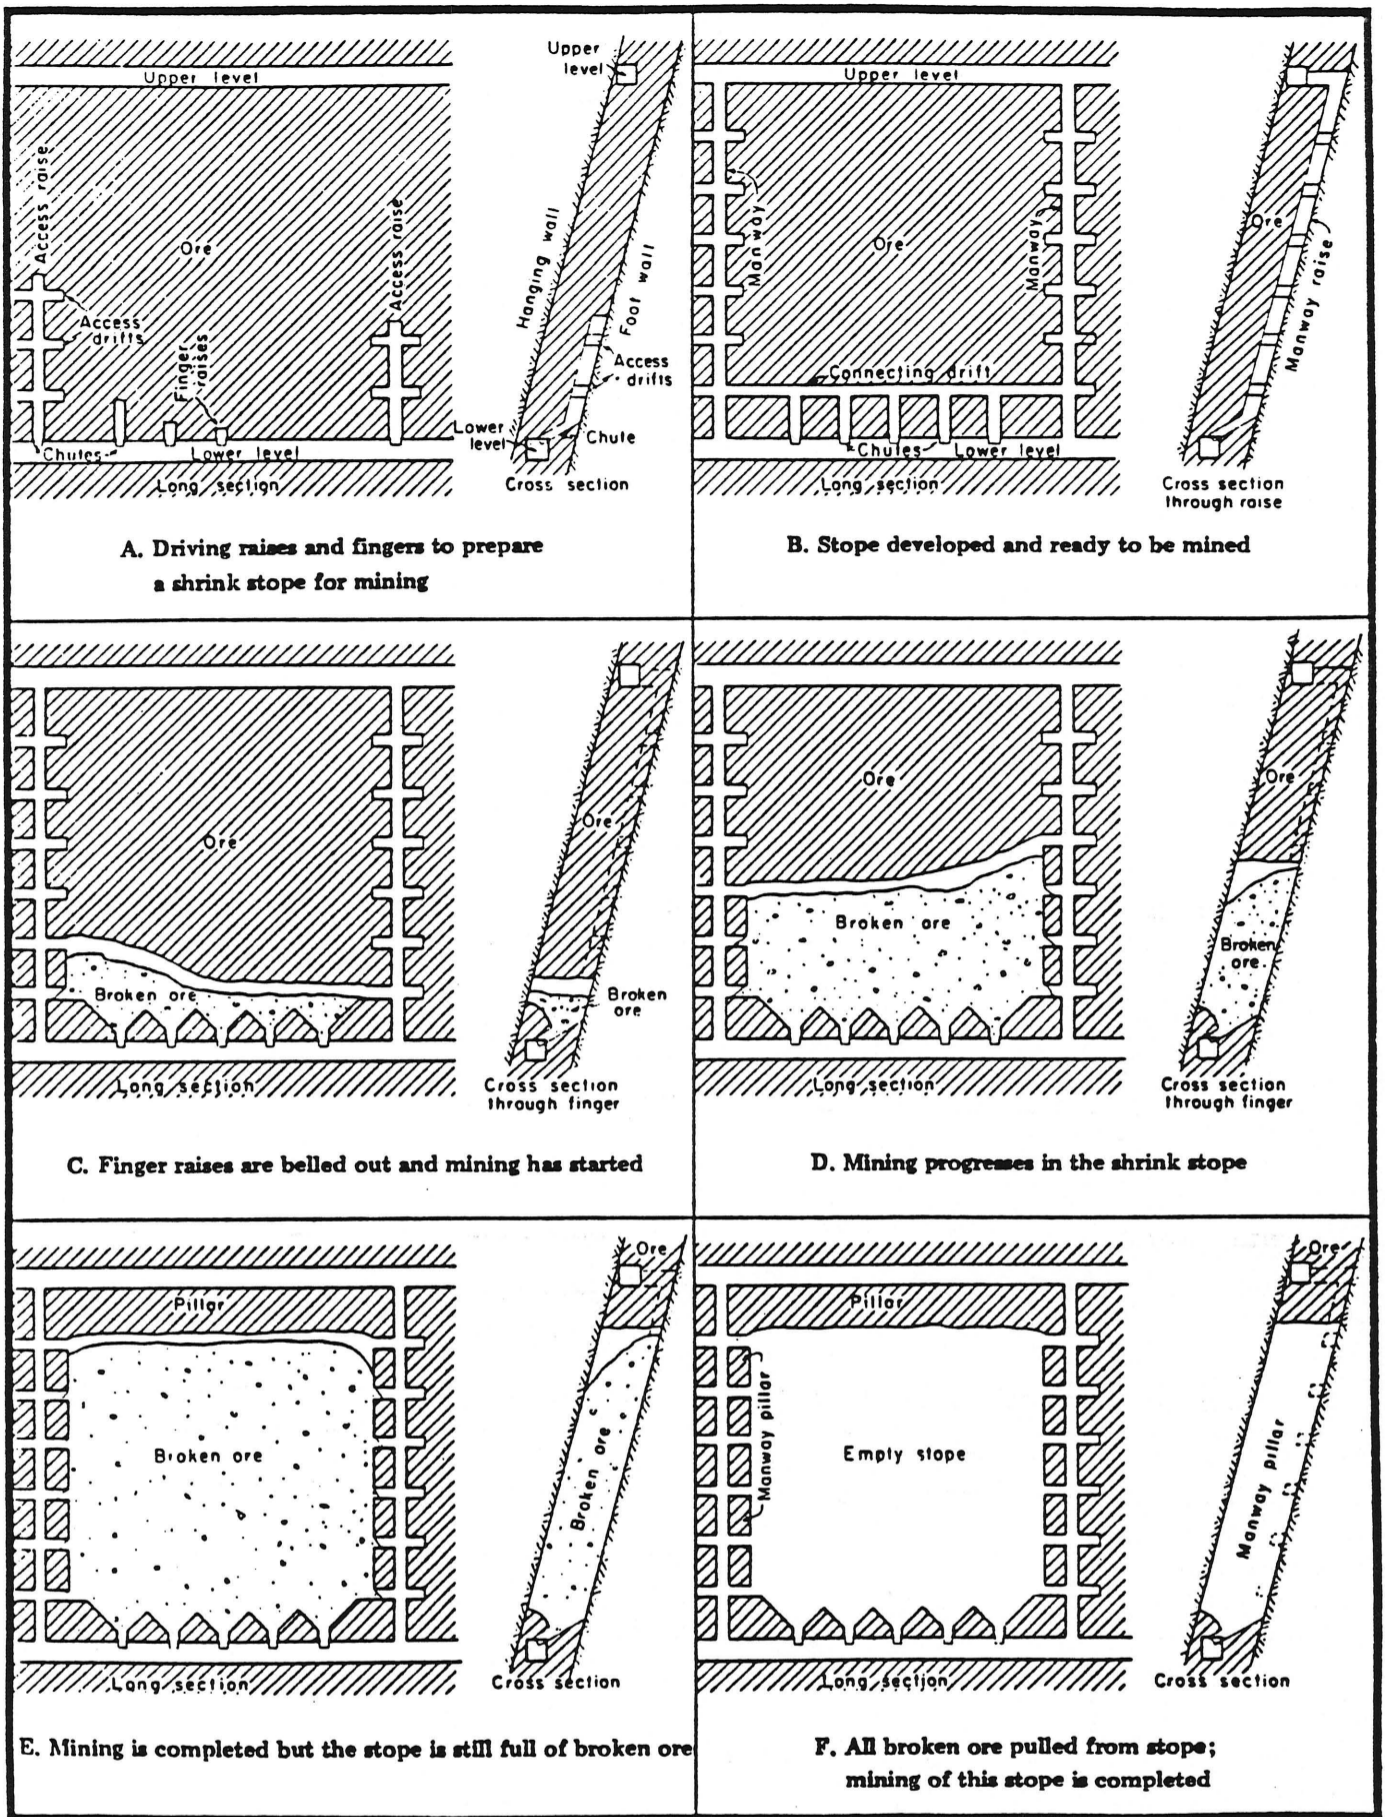 Upper level
Upper
level
Access raise
Access raise
Ore
Hanging wall
Foot wall
Access
drifts
Finger
raises
Access
drifts
Lower
level
Chute
Chutes
Lower level
Long section
Cross section
A. Driving raises and fingers to prepare
a shrink stope for mining
Upper level
Manway
Manway
Ore
Ore
Manway raise
Connecting drift
Chutes
Lower level
Long section
Cross section
through raise
B. Stope developed and ready to be mined
Ore
Ore
Broken ore
Broken
ore
Long section
Cross section
through finger
C. Finger raises are belled out and mining has started
Ore
Ore
Broken ore
Broken
ore
Long section
Cross section
through finger
D. Mining progresses in the shrink stope
Ore
Pillar
Broken ore
Broken ore
Long section
Cross section
E. Mining is completed but the stope is still full of broken ore
Ore
Pillar
Manway pillar
Empty stope
Manway pillar
Long section
Cross section
F. All broken ore pulled from stope;
mining of this stope is completed